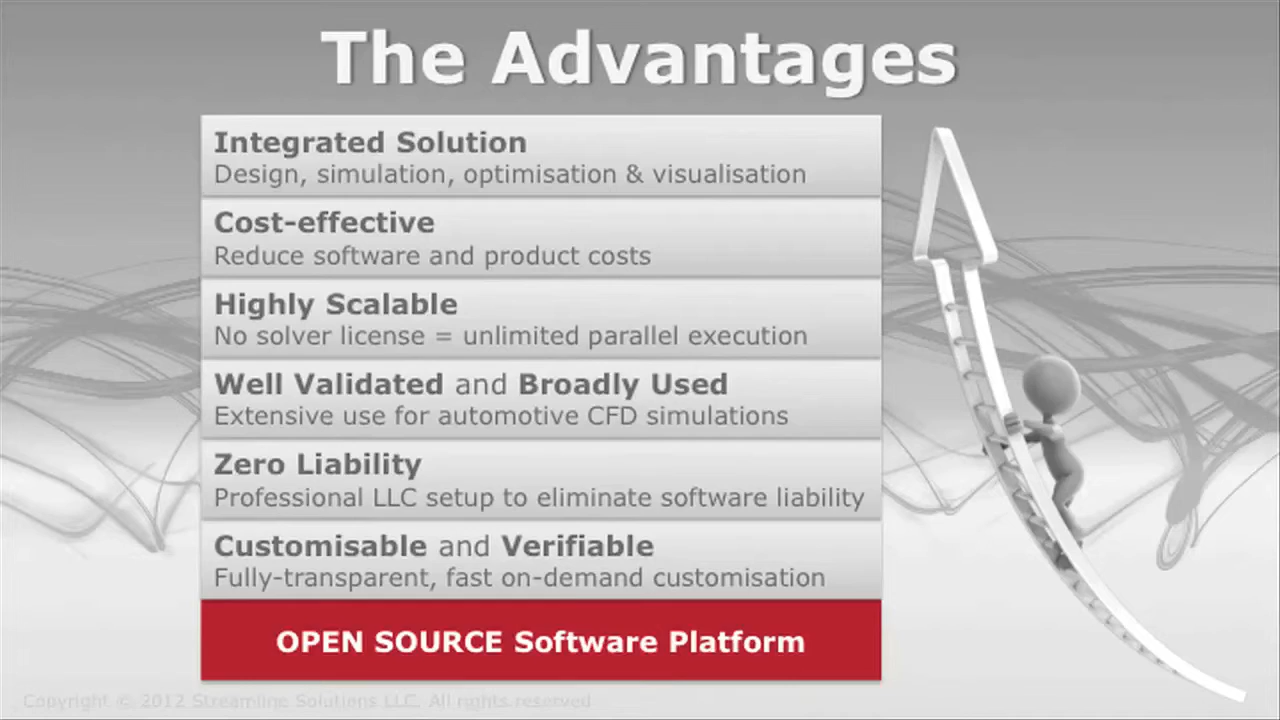 The Advantages
Integrated Solution
Design, simulation, optimisation & visualisation
Cost-effective
Reduce software and product costs
Highly Scalable
No solver license = unlimited parallel execution
Well Validated and Broadly Used
Extensive use for automotive CFD simulations
Zero Liability
Professional LLC setup to eliminate software liability
Customisable and Verifiable
Fully-transparent, fast on-demand customisation
OPEN SOURCE Software Platform
Copyright © 2012 Streamline Solutions LLC. All rights reserved